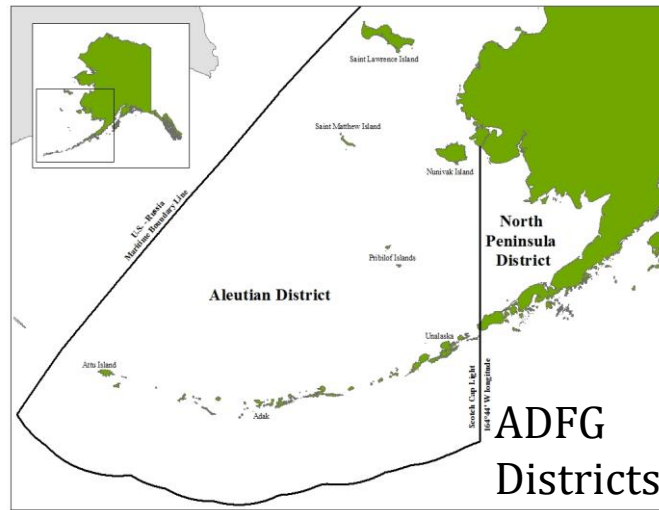 Saint Lawrence Island
Saint Matthew Island
Nunivak Island
U.S. - Russia
Maritime Boundary Line
North
Peninsula
District
Pribilof Islands
Aleutian District
Unalaska
Attu Island
Adak
Scotch Cap Light
164°44' W longitude
ADFG
Districts